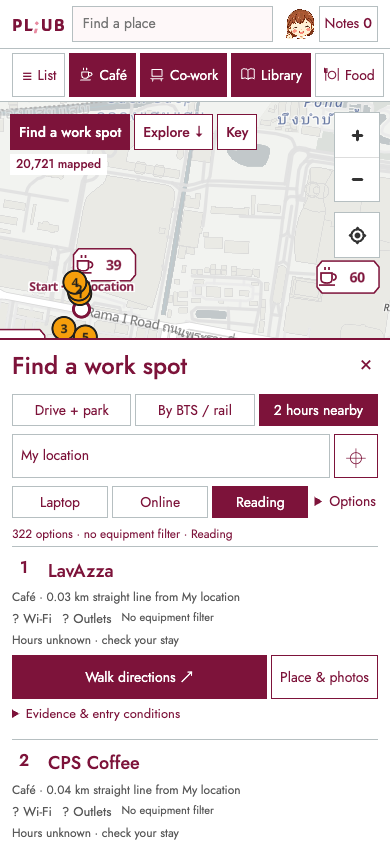 PL;UB
Find a place
Notes 0
≡ List
Café
Co-work
Library
Food
Find a work spot
Explore ↓
Key
20,721 mapped
+
−
39
60
Start
4
3
5
Rama I Road
Find a work spot
×
Drive + park
By BTS / rail
2 hours nearby
My location
Laptop
Online
Reading
▶ Options
322 options · no equipment filter · Reading
1 LavAzza
Café · 0.03 km straight line from My location
? Wi-Fi ? Outlets No equipment filter
Hours unknown · check your stay
Walk directions ↗
Place & photos
▶ Evidence & entry conditions
2 CPS Coffee
Café · 0.04 km straight line from My location
? Wi-Fi ? Outlets No equipment filter
Hours unknown · check your stay